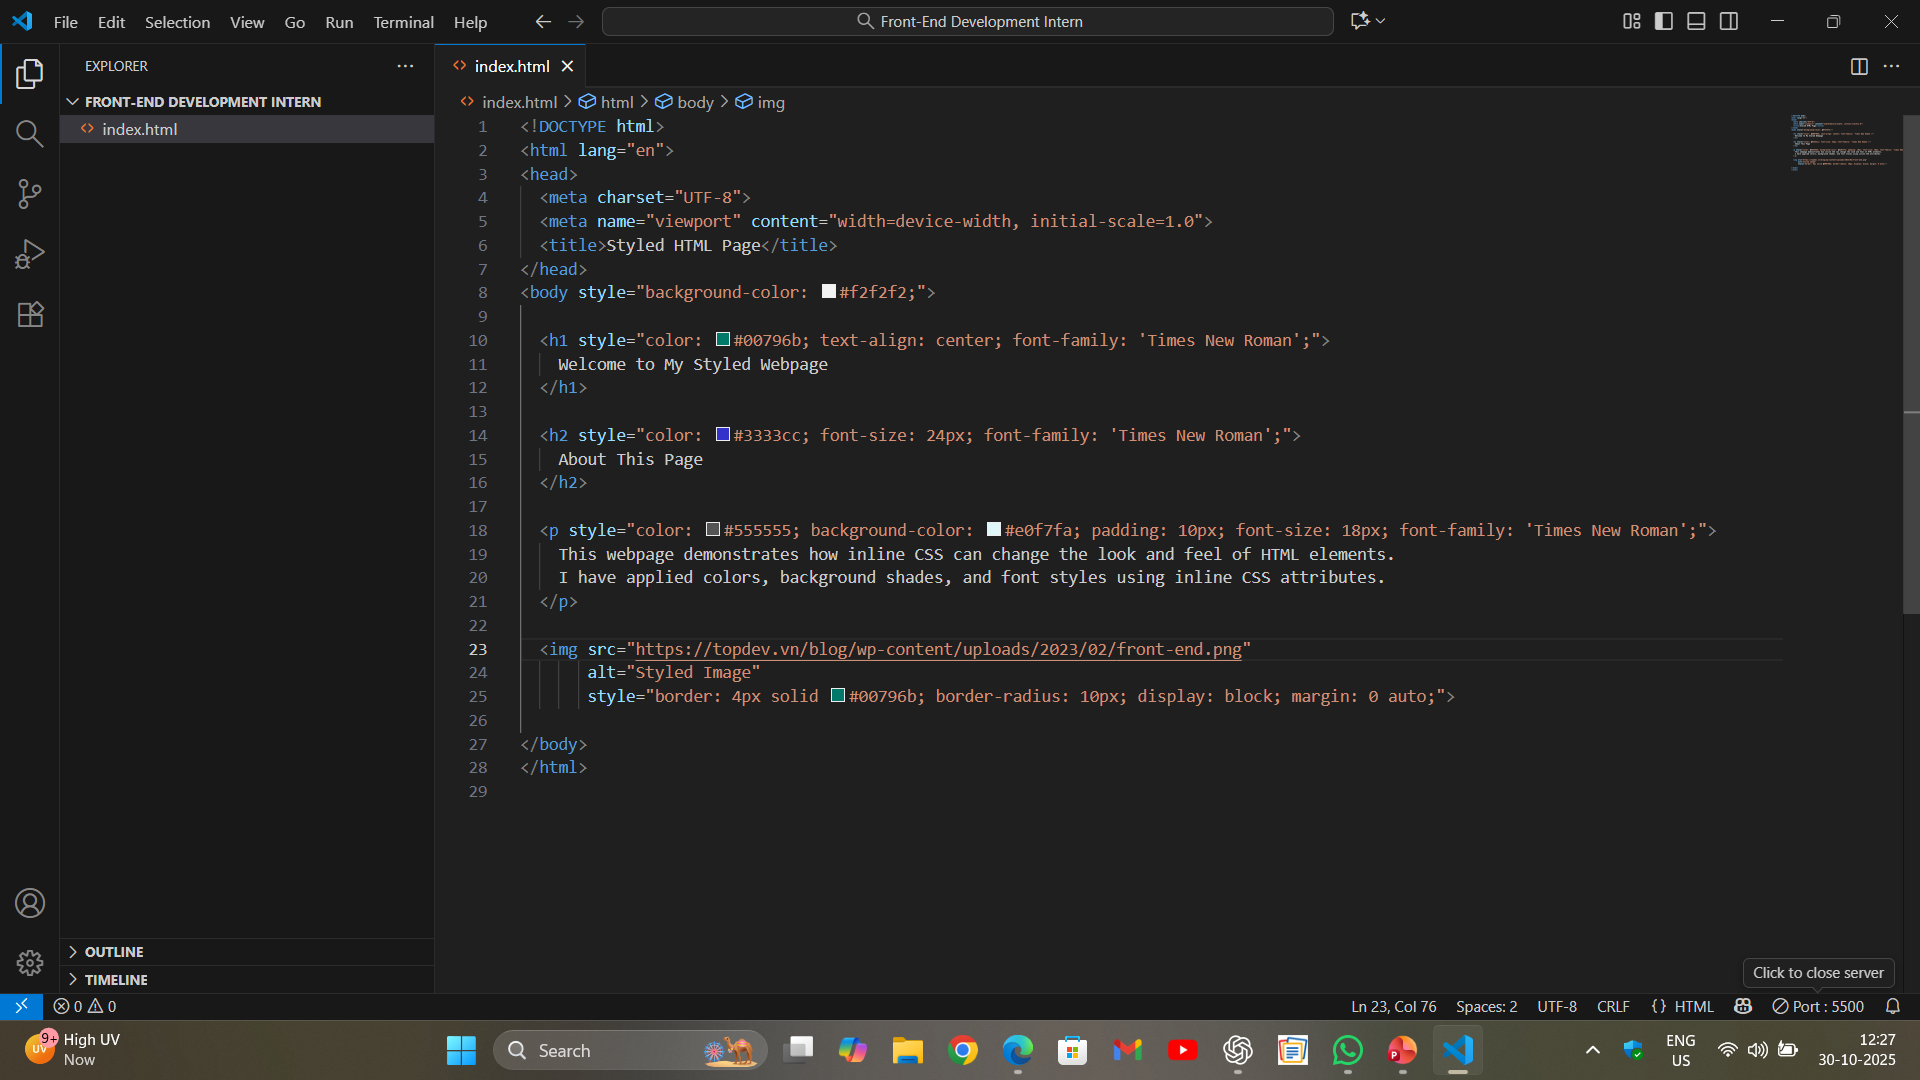 File Edit Selection View Go Run Terminal Help
Front-End Development Intern
EXPLORER
FRONT-END DEVELOPMENT INTERN
index.html
OUTLINE
TIMELINE
index.html
index.html > html > body > img
1 <!DOCTYPE html>
2 <html lang="en">
3 <head>
4 <meta charset="UTF-8">
5 <meta name="viewport" content="width=device-width, initial-scale=1.0">
6 <title>Styled HTML Page</title>
7 </head>
8 <body style="background-color: #f2f2f2;">
9
10 <h1 style="color: #00796b; text-align: center; font-family: 'Times New Roman';">
11 Welcome to My Styled Webpage
12 </h1>
13
14 <h2 style="color: #3333cc; font-size: 24px; font-family: 'Times New Roman';">
15 About This Page
16 </h2>
17
18 <p style="color: #555555; background-color: #e0f7fa; padding: 10px; font-size: 18px; font-family: 'Times New Roman';">
19 This webpage demonstrates how inline CSS can change the look and feel of HTML elements.
20 I have applied colors, background shades, and font styles using inline CSS attributes.
21 </p>
22
23 <img src="https://topdev.vn/blog/wp-content/uploads/2023/02/front-end.png"
24 alt="Styled Image"
25 style="border: 4px solid #00796b; border-radius: 10px; display: block; margin: 0 auto;">
26
27 </body>
28 </html>
29
Click to close server
0 0
Ln 23, Col 76 Spaces: 2 UTF-8 CRLF {} HTML Port : 5500
9+
UV
High UV
Now
Search
P
ENG
US
12:27
30-10-2025